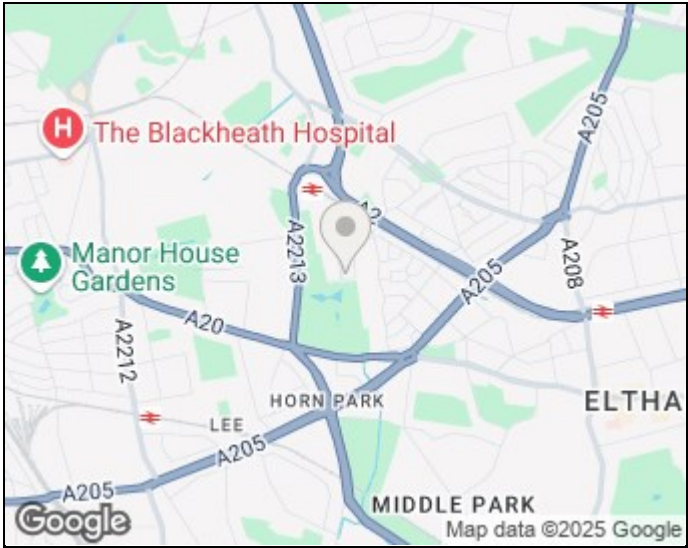 H
The Blackheath Hospital
A205
A2
A2213
Manor House
Gardens
A208
A205
A20
A2212
HORN PARK
ELTHA
LEE
A205
A205
MIDDLE PARK
Google
Map data ©2025 Google